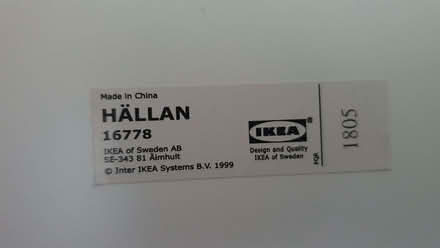 Made in China
HÄLLAN
16778
IKEA of Sweden AB
SE-343 81 Älmhult
© Inter IKEA Systems B.V. 1999
IKEA®
Design and Quality
IKEA of Sweden
PQR
1805